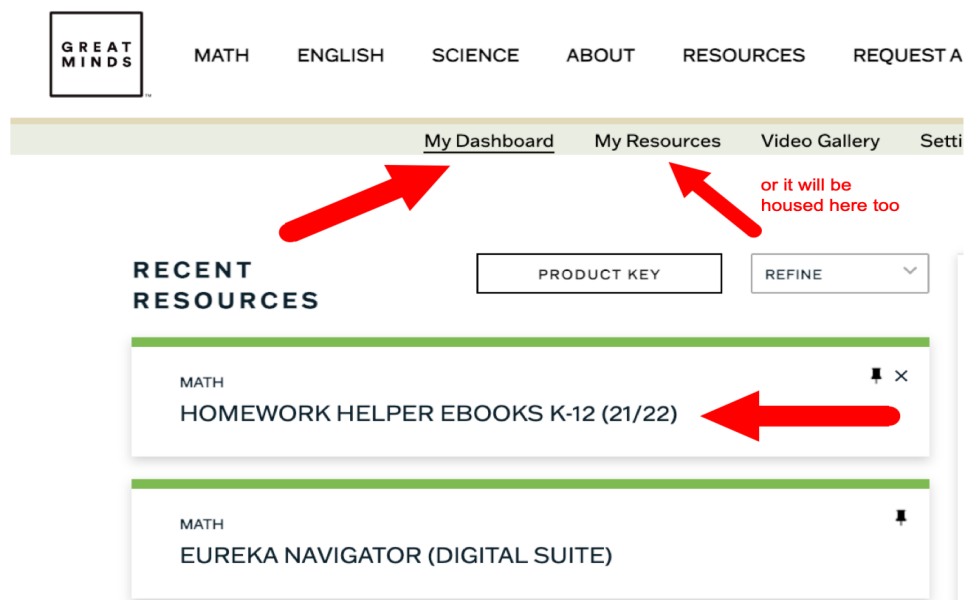 GREAT
MINDS
TM
MATH ENGLISH SCIENCE ABOUT RESOURCES REQUEST A
My Dashboard My Resources Video Gallery Setti
or it will be
housed here too
RECENT
RESOURCES
PRODUCT KEY
REFINE
MATH
HOMEWORK HELPER EBOOKS K-12 (21/22)
MATH
EUREKA NAVIGATOR (DIGITAL SUITE)